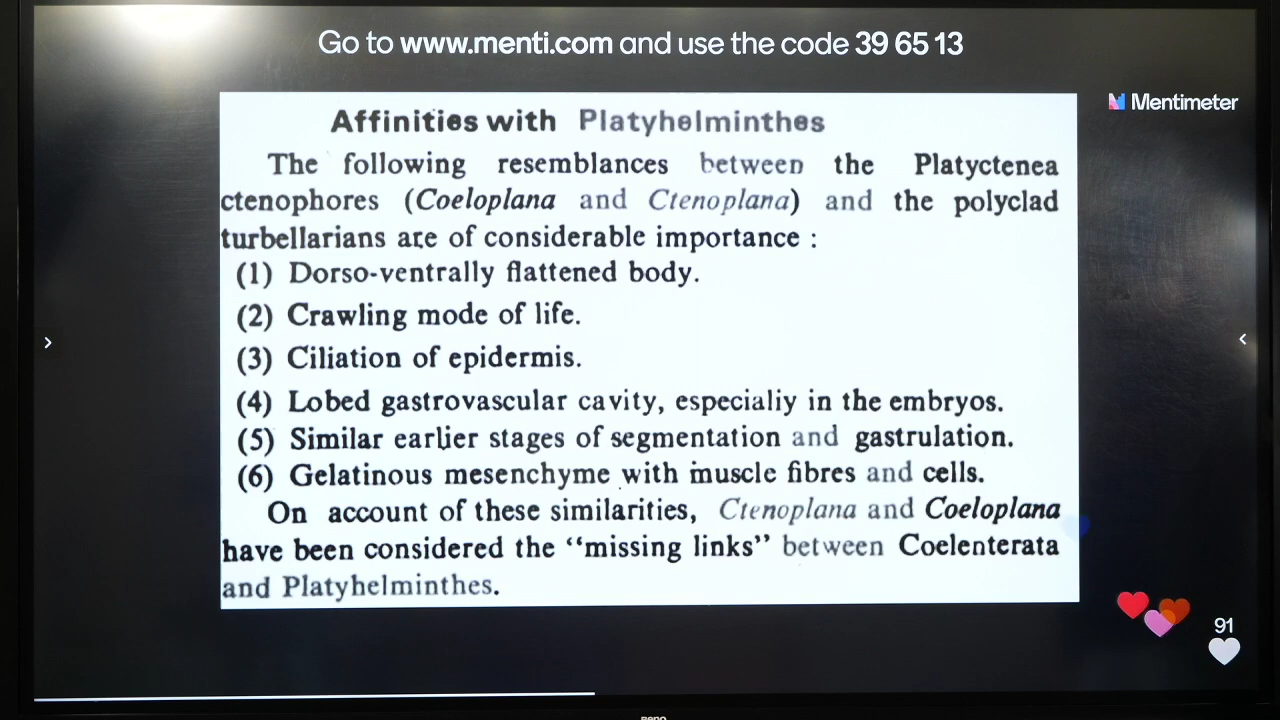 Go to www.menti.com and use the code 39 65 13
Mentimeter
Affinities with Platyhelminthes
The following resemblances between the Platyctenea
ctenophores (Coeloplana and Ctenoplana) and the polyclad
turbellarians are of considerable importance :
(1) Dorso-ventrally flattened body.
(2) Crawling mode of life.
(3) Ciliation of epidermis.
(4) Lobed gastrovascular cavity, especialiy in the embryos.
(5) Similar earlier stages of segmentation and gastrulation.
(6) Gelatinous mesenchyme with muscle fibres and cells.
On account of these similarities, Ctenoplana and Coeloplana
have been considered the “missing links” between Coelenterata
and Platyhelminthes.
91